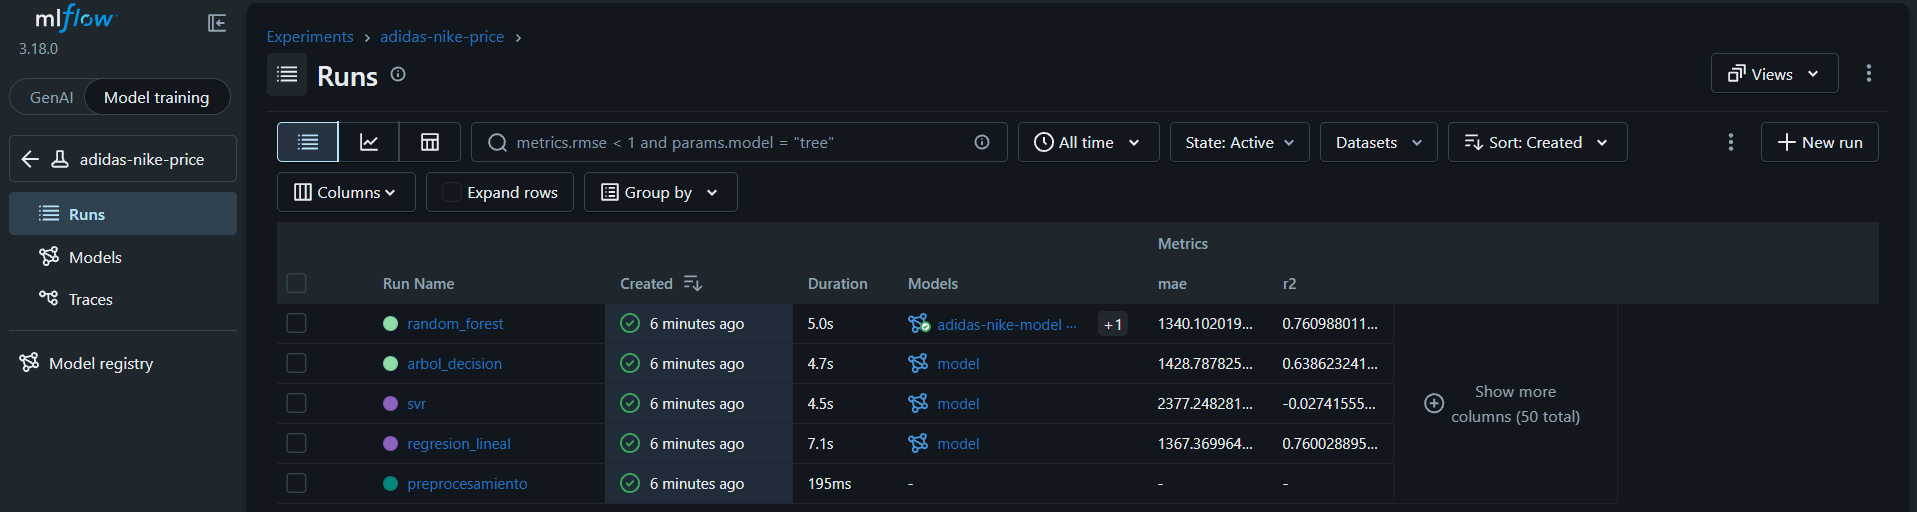 mlflow
3.18.0
GenAI Model training
adidas-nike-price
Runs
Models
Traces
Model registry
Experiments > adidas-nike-price >
Runs
Views
metrics.rmse < 1 and params.model = "tree"
All time
State: Active
Datasets
Sort: Created
New run
Columns
Expand rows
Group by
Metrics
Run Name Created Duration Models mae r2
random_forest 6 minutes ago 5.0s adidas-nike-model ... +1 1340.102019... 0.760988011...
arbol_decision 6 minutes ago 4.7s model 1428.787825... 0.638623241...
svr 6 minutes ago 4.5s model 2377.248281... -0.02741555...
regresion_lineal 6 minutes ago 7.1s model 1367.369964... 0.760028895...
preprocesamiento 6 minutes ago 195ms - - -
Show more
columns (50 total)